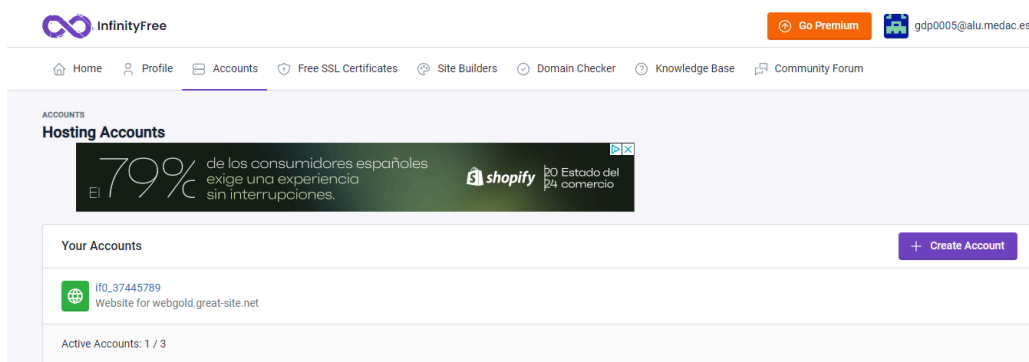 InfinityFree
Go Premium
gdp0005@alu.medac.es
Home Profile Accounts Free SSL Certificates Site Builders Domain Checker Knowledge Base Community Forum
ACCOUNTS
Hosting Accounts
El 79% de los consumidores españoles
exige una experiencia
sin interrupciones.
shopify
20 Estado del
24 comercio
Your Accounts
+ Create Account
if0_37445789
Website for webgold.great-site.net
Active Accounts: 1 / 3